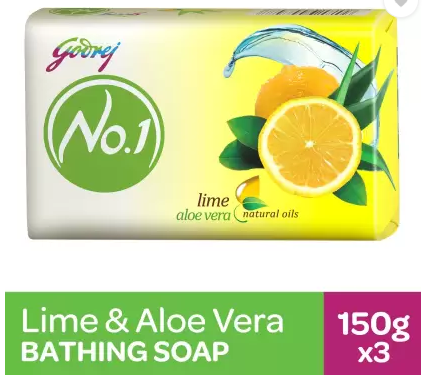 Godrej
No.1
lime
aloe vera
natural oils
Lime & Aloe Vera
BATHING SOAP
150g
x3